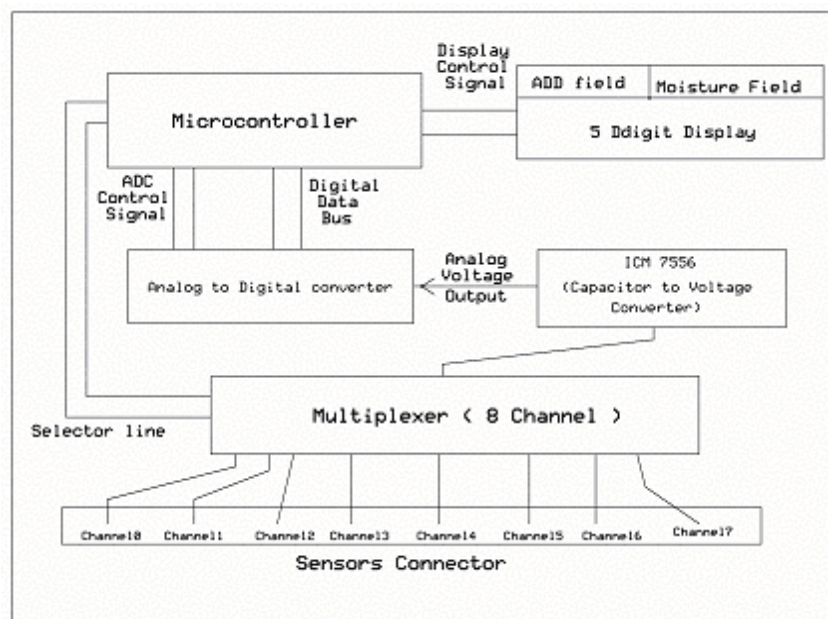 Display
Control
Signal
ADD field
Moisture Field
5 Ddigit Display
Microcontroller
ADC
Control
Signal
Digital
Data
Bus
Analog to Digital converter
Analog
Voltage
Output
ICM 7556
(Capacitor to Voltage
Converter)
Multiplexer ( 8 Channel )
Selector line
Channel0
Channel1
Channel2
Channel3
Channel4
Channel5
Channel6
Channel7
Sensors Connector